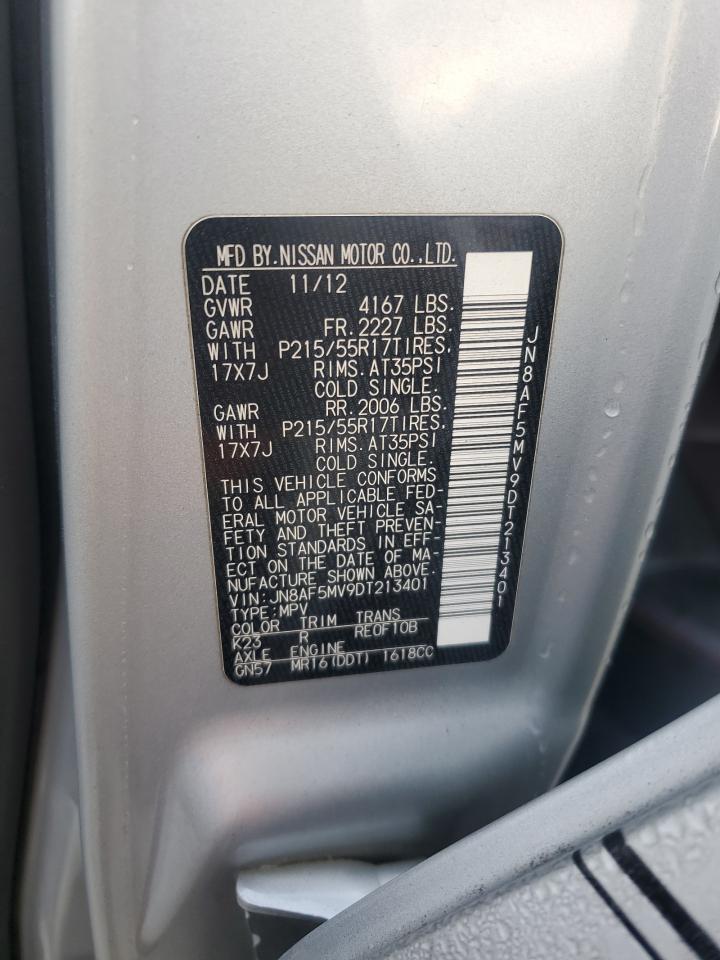 MFD BY.NISSAN MOTOR CO.,LTD.
DATE 11/12
GVWR 4167 LBS.
GAWR FR.2227 LBS.
WITH P215/55R17TIRES.
17X7J RIMS.AT35PSI
COLD SINGLE.
GAWR RR.2006 LBS.
WITH P215/55R17TIRES.
17X7J RIMS.AT35PSI
COLD SINGLE.
THIS VEHICLE CONFORMS
TO ALL APPLICABLE FED-
ERAL MOTOR VEHICLE SA-
FETY AND THEFT PREVEN-
TION STANDARDS IN EFF-
ECT ON THE DATE OF MA-
NUFACTURE SHOWN ABOVE.
VIN:JN8AF5MV9DT213401
TYPE:MPV
COLOR TRIM TRANS
K23 R RE0F10B
AXLE ENGINE
GN57 MR16(DDT) 1618CC
JN8AF5MV9DT213401